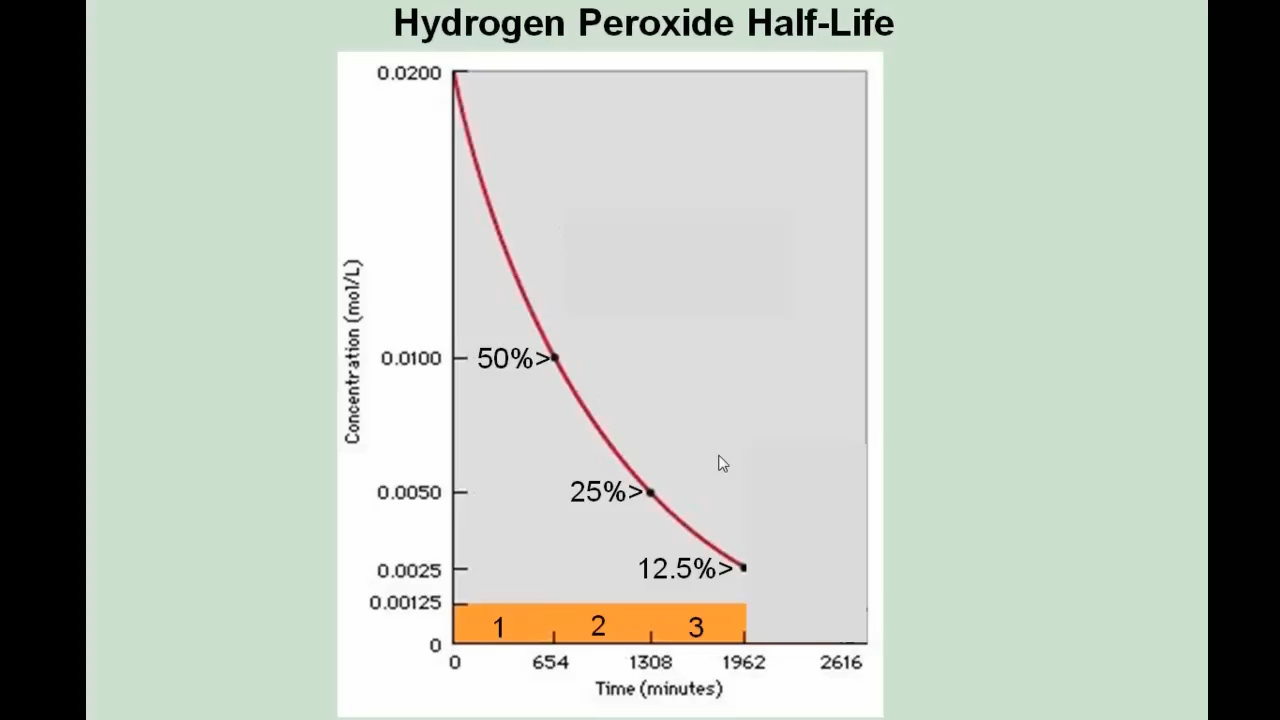 Hydrogen Peroxide Half-Life
0.0200
Concentration (mol/L)
0.0100
50%>
0.0050
25%>
0.0025
12.5%>
0.00125
1 2 3
0
0 654 1308 1962 2616
Time (minutes)